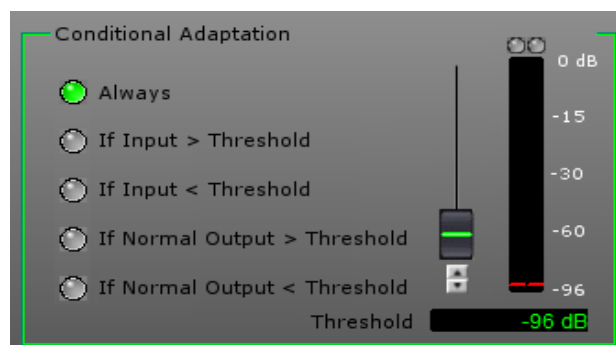 Conditional Adaptation
0 dB
Always
-15
If Input > Threshold
-30
If Input < Threshold
If Normal Output > Threshold
-60
If Normal Output < Threshold
-96
Threshold -96 dB